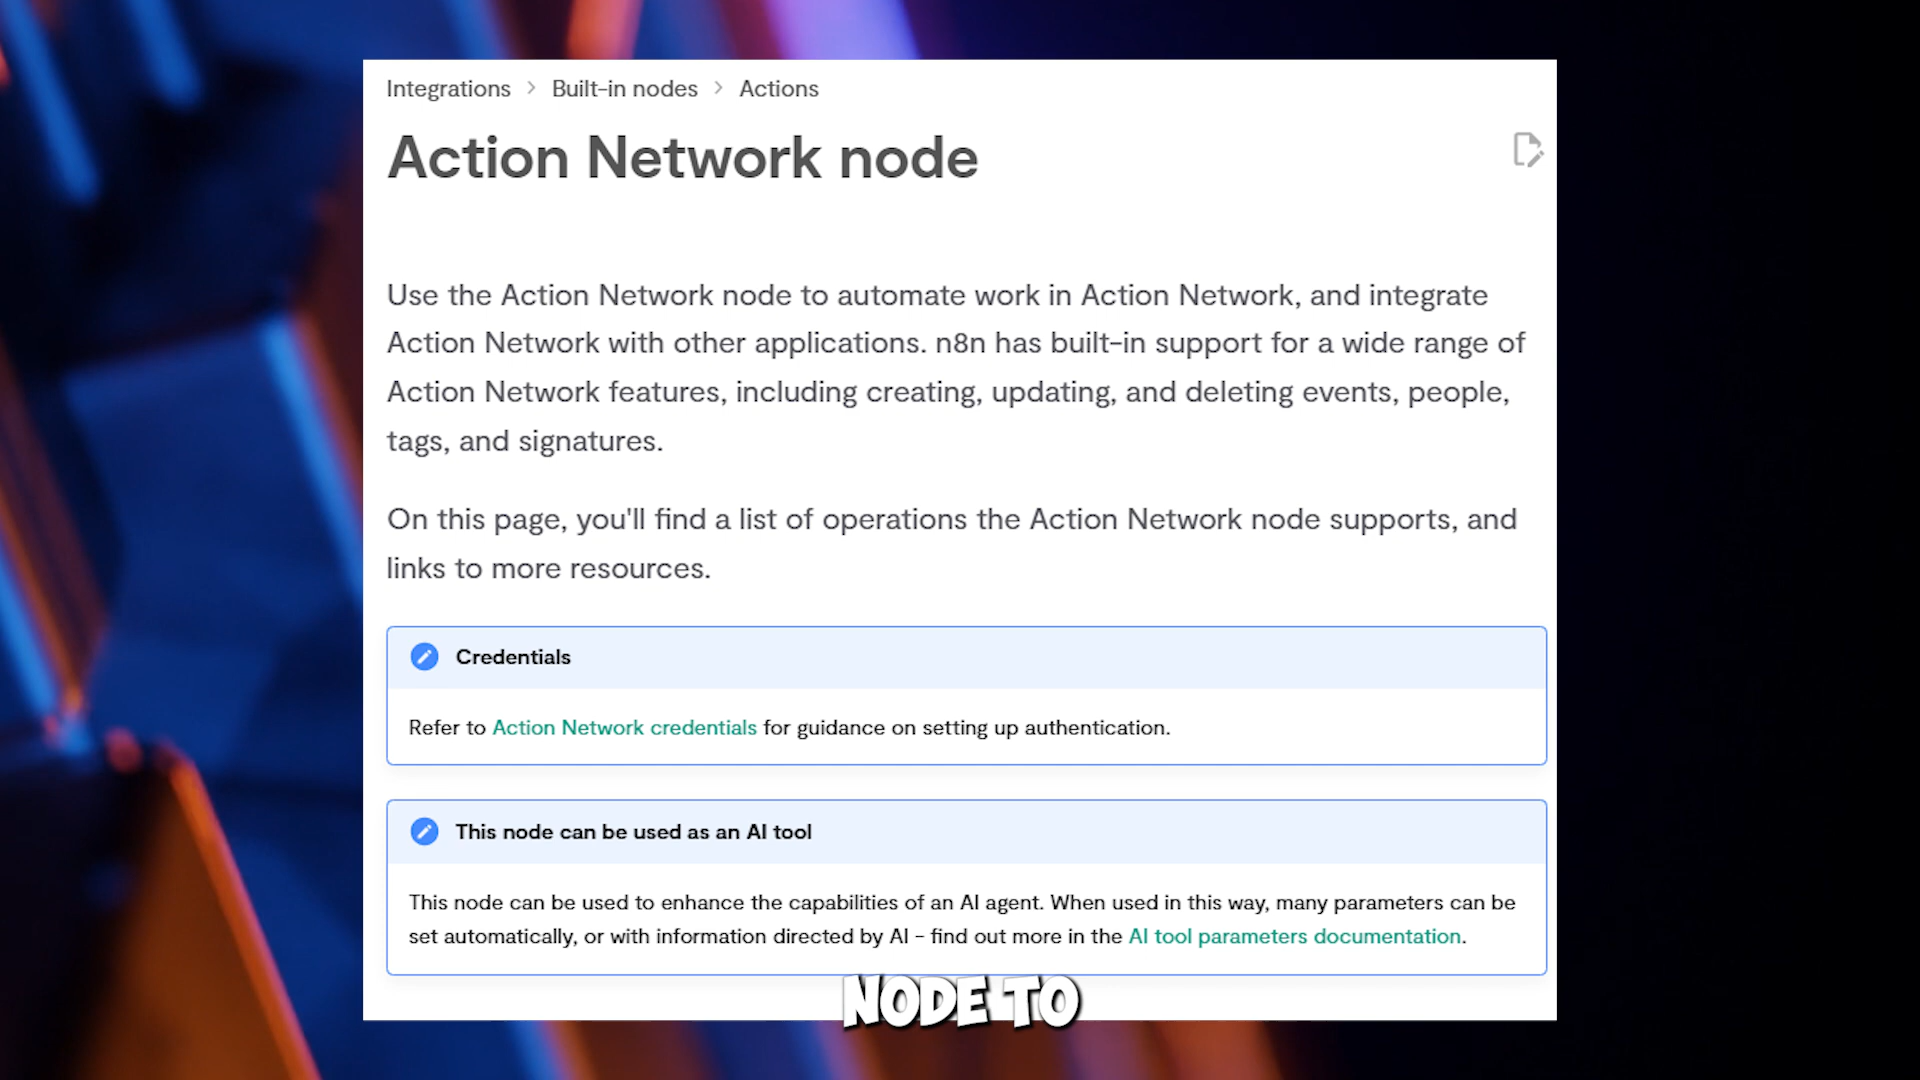 Integrations > Built-in nodes > Actions
Action Network node
Use the Action Network node to automate work in Action Network, and integrate
Action Network with other applications. n8n has built-in support for a wide range of
Action Network features, including creating, updating, and deleting events, people,
tags, and signatures.
On this page, you'll find a list of operations the Action Network node supports, and
links to more resources.
Credentials
Refer to Action Network credentials for guidance on setting up authentication.
This node can be used as an AI tool
This node can be used to enhance the capabilities of an AI agent. When used in this way, many parameters can be
set automatically, or with information directed by AI - find out more in the AI tool parameters documentation.
NODE TO